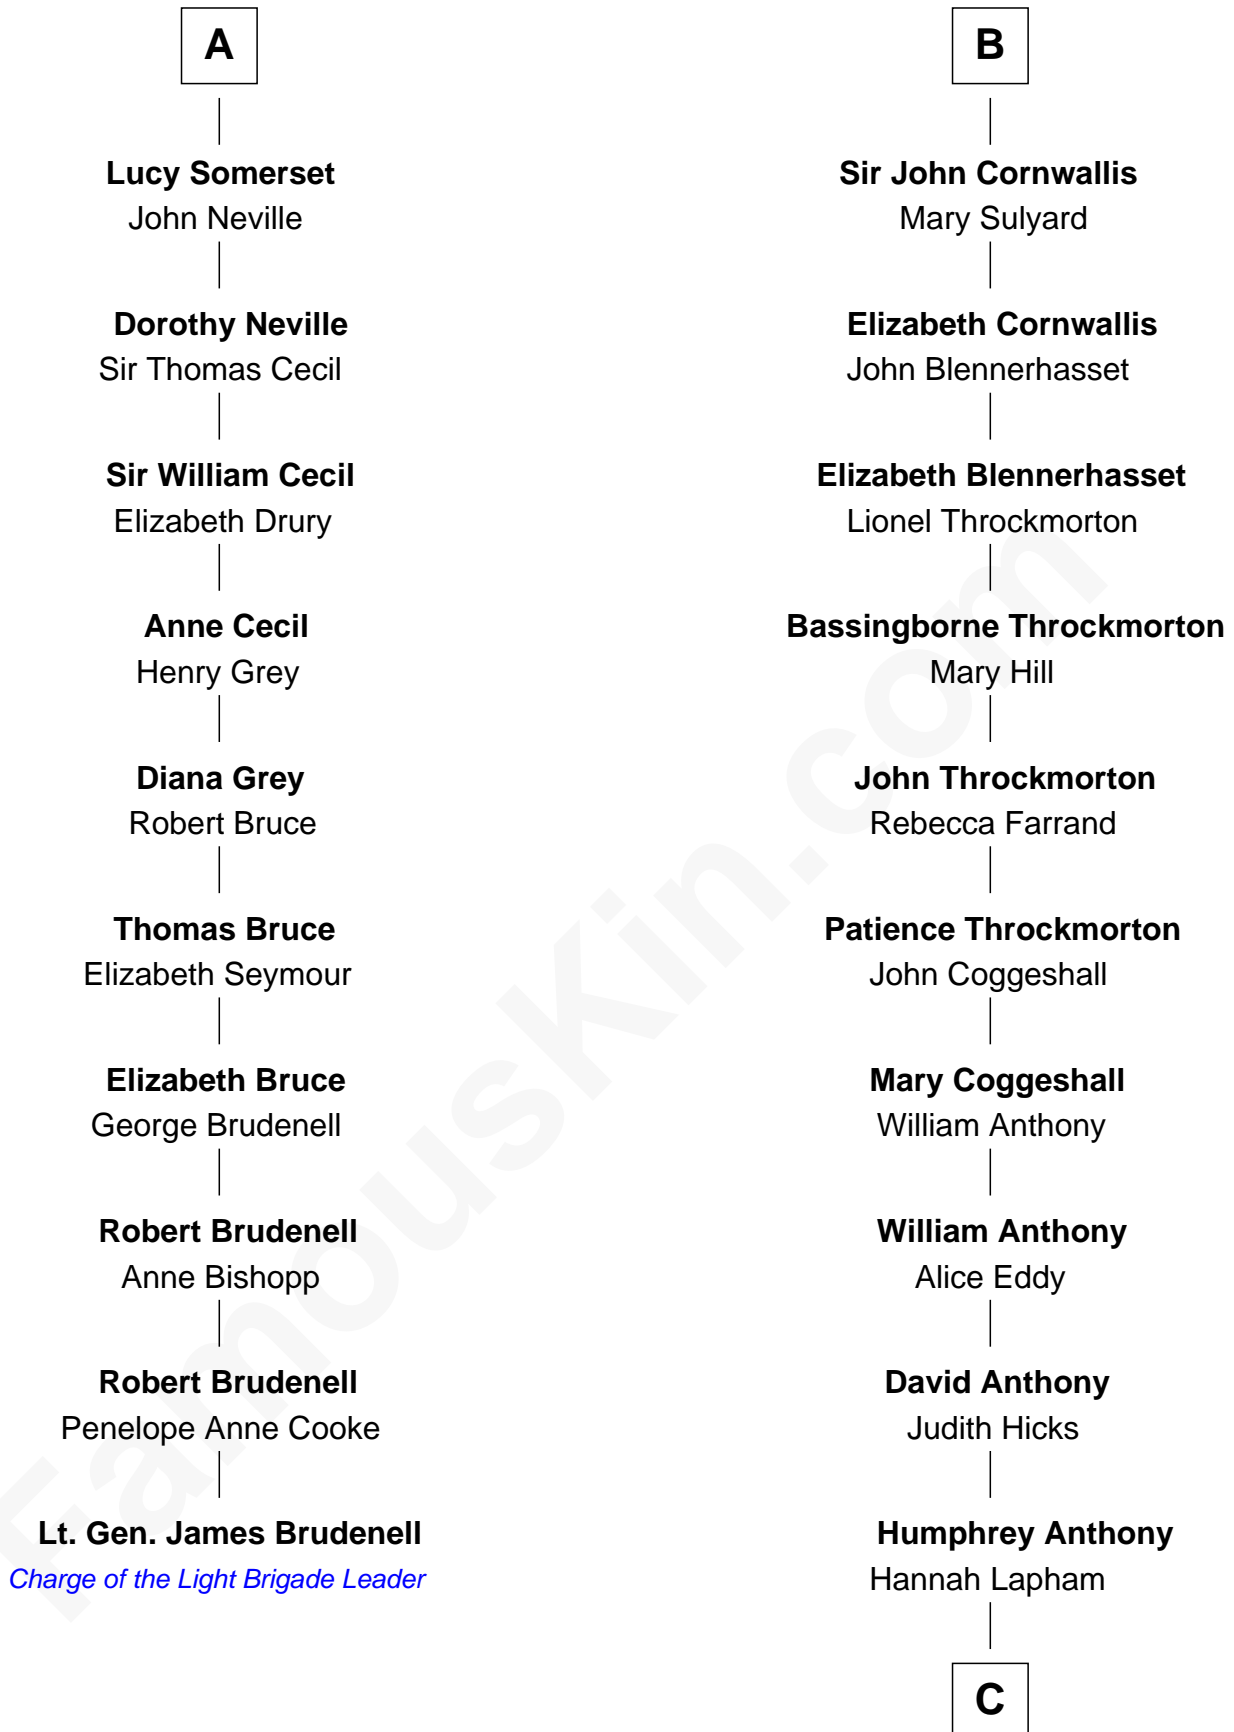 A
Lucy Somerset
John Neville
Dorothy Neville
Sir Thomas Cecil
Sir William Cecil
Elizabeth Drury
Anne Cecil
Henry Grey
Diana Grey
Robert Bruce
Thomas Bruce
Elizabeth Seymour
Elizabeth Bruce
George Brudenell
Robert Brudenell
Anne Bishopp
Robert Brudenell
Penelope Anne Cooke
Lt. Gen. James Brudenell
Charge of the Light Brigade Leader
B
Sir John Cornwallis
Mary Sulyard
Elizabeth Cornwallis
John Blennerhasset
Elizabeth Blennerhasset
Lionel Throckmorton
Bassingborne Throckmorton
Mary Hill
John Throckmorton
Rebecca Farrand
Patience Throckmorton
John Coggeshall
Mary Coggeshall
William Anthony
William Anthony
Alice Eddy
David Anthony
Judith Hicks
Humphrey Anthony
Hannah Lapham
C
FamousKin.com